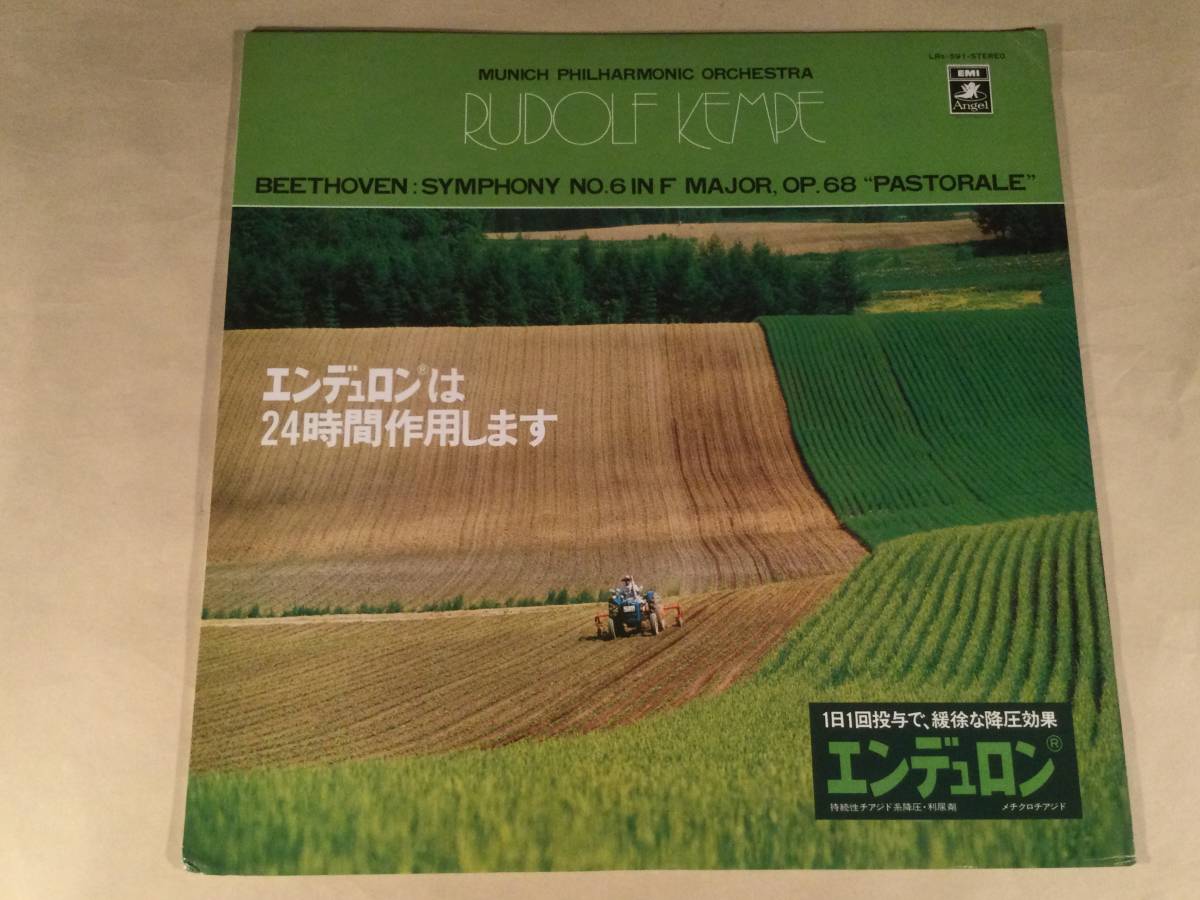 LRS-591-STEREO
MUNICH PHILHARMONIC ORCHESTRA
EMI
Angel
RUDOLF KEMPE
BEETHOVEN : SYMPHONY NO.6 IN F MAJOR, OP.68 “PASTORALE”
エンデュロン®は
24時間作用します
1日1回投与で、緩徐な降圧効果
エンデュロン®
持続性チアジド系降圧・利尿剤 メチクロチアジド